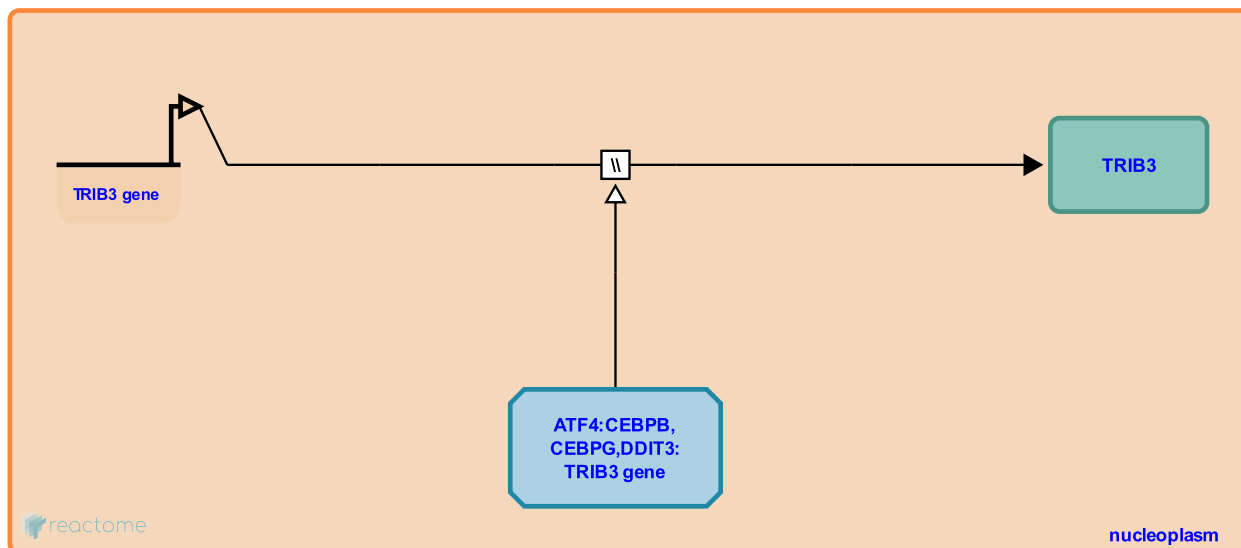 TRIB3 gene
\\
TRIB3
ATF4:CEBPB,
CEBPG,DDIT3:
TRIB3 gene
reactome
nucleoplasm